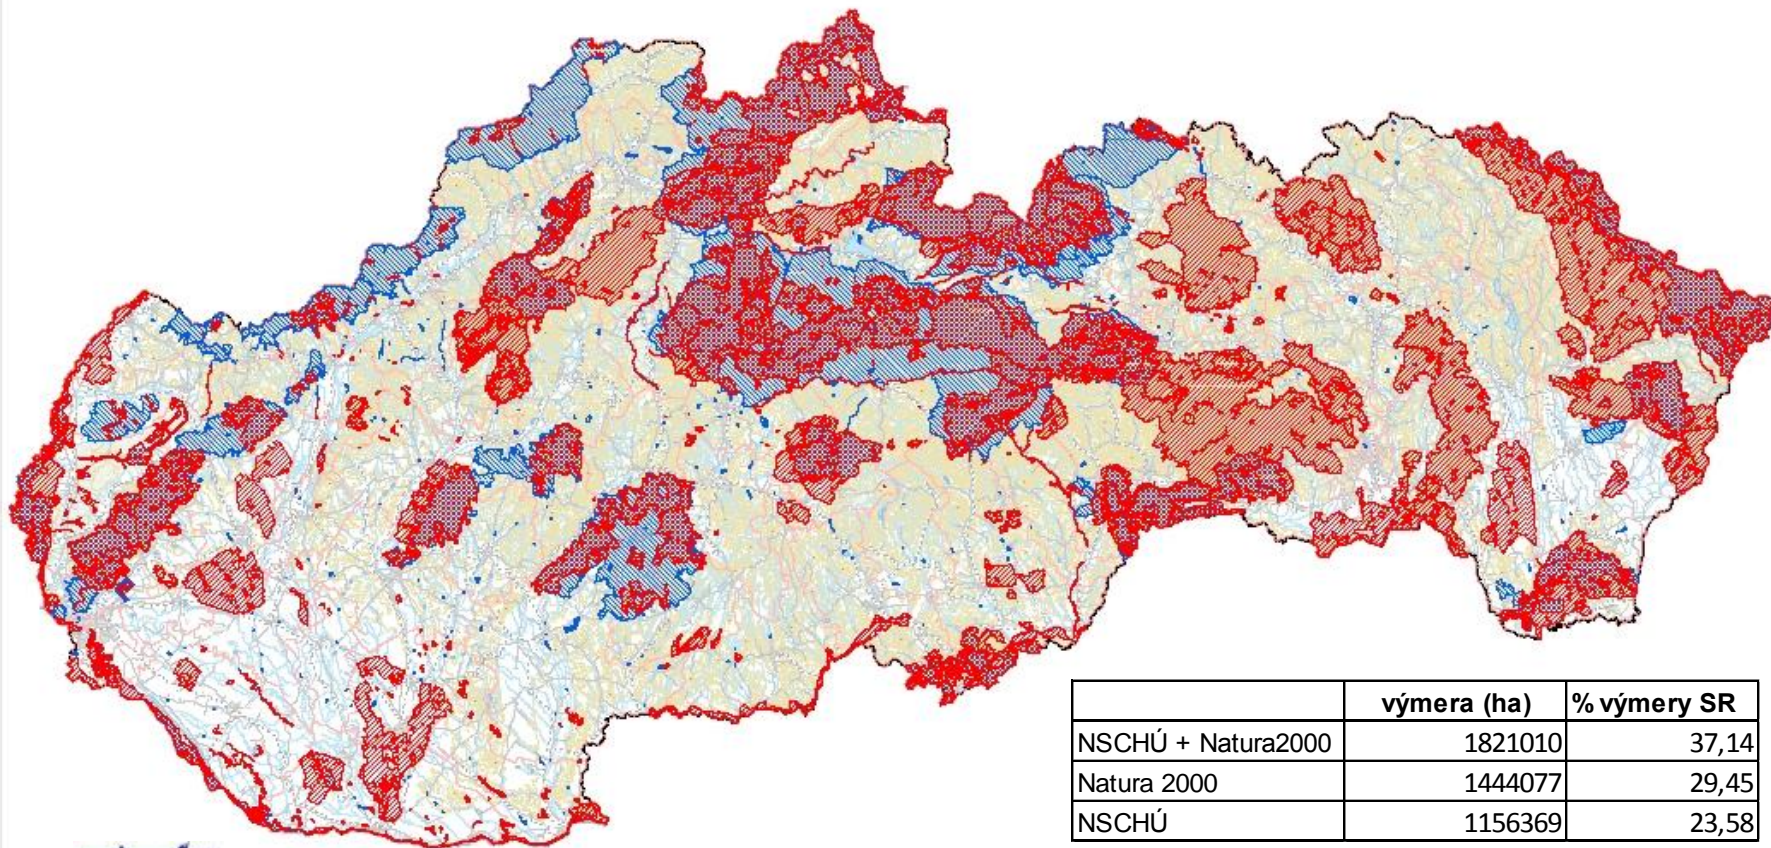 výmera (ha) % výmery SR
NSCHÚ + Natura2000 1821010 37,14
Natura 2000 1444077 29,45
NSCHÚ 1156369 23,58